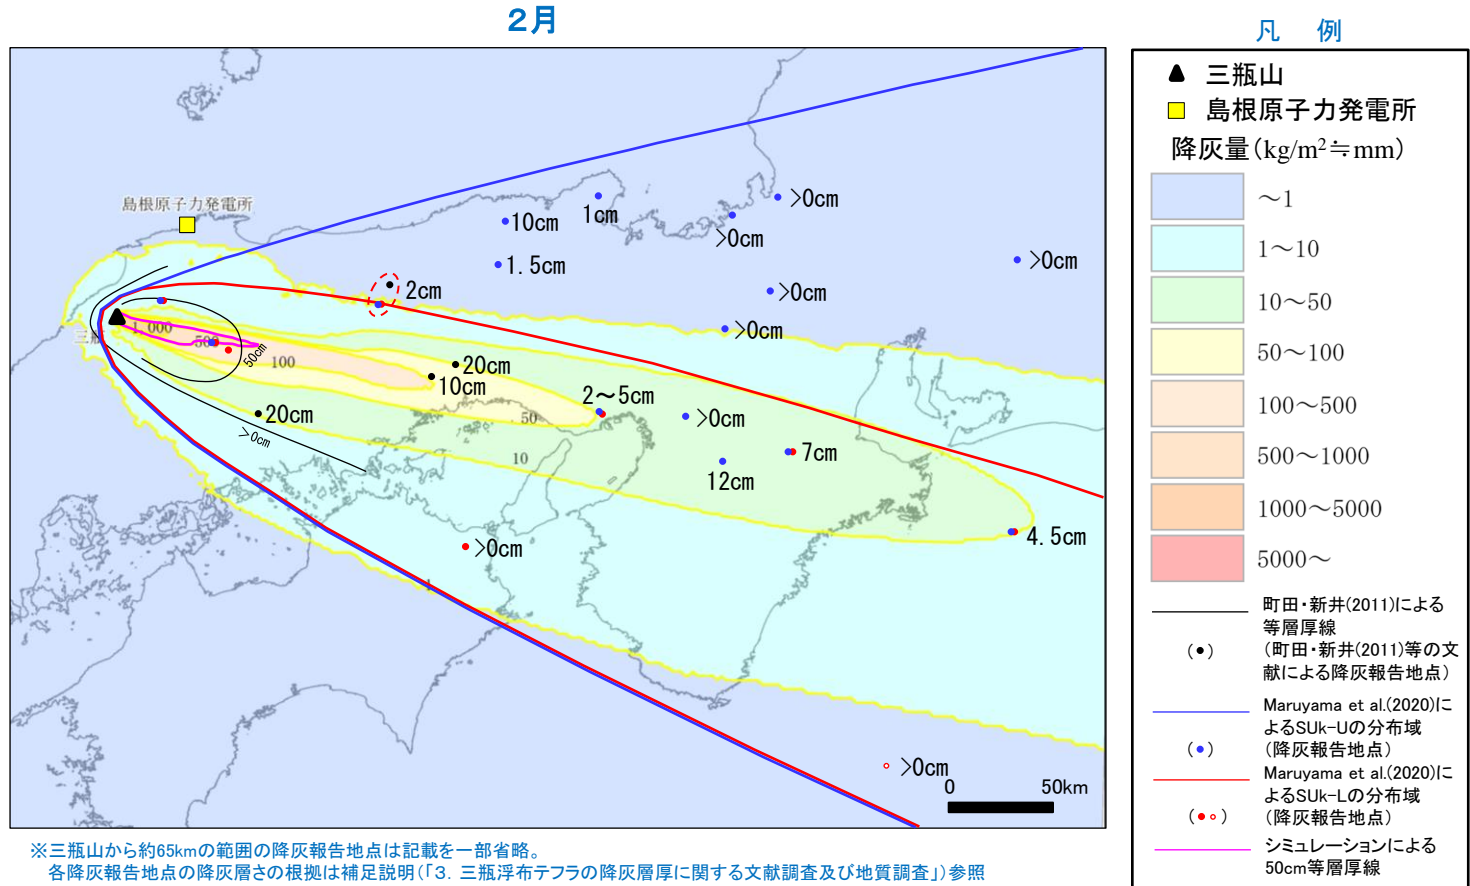 2月
凡 例
三瓶山
島根原子力発電所
降灰量(kg/m²≒mm)
～1
1～10
10～50
50～100
100～500
500～1000
1000～5000
5000～
町田・新井(2011)による
等層厚線
(町田・新井(2011)等の文
献による降灰報告地点)
(●)
Maruyama et al.(2020)に
よるSUk-Uの分布域
(降灰報告地点)
(●)
Maruyama et al.(2020)に
よるSUk-Lの分布域
(降灰報告地点)
(●○)
シミュレーションによる
50cm等層厚線
島根原子力発電所
10cm
1cm
>0cm
>0cm
1.5cm
>0cm
2cm
>0cm
>0cm
三瓶
1,000
500
50cm
100
20cm
10cm
2～5cm
20cm
>0cm
50
>0cm
10
7cm
12cm
4.5cm
>0cm
1
>0cm
0 50km
※三瓶山から約65kmの範囲の降灰報告地点は記載を一部省略。
各降灰報告地点の降灰層さの根拠は補足説明(「3. 三瓶浮布テフラの降灰層厚に関する文献調査及び地質調査」)参照